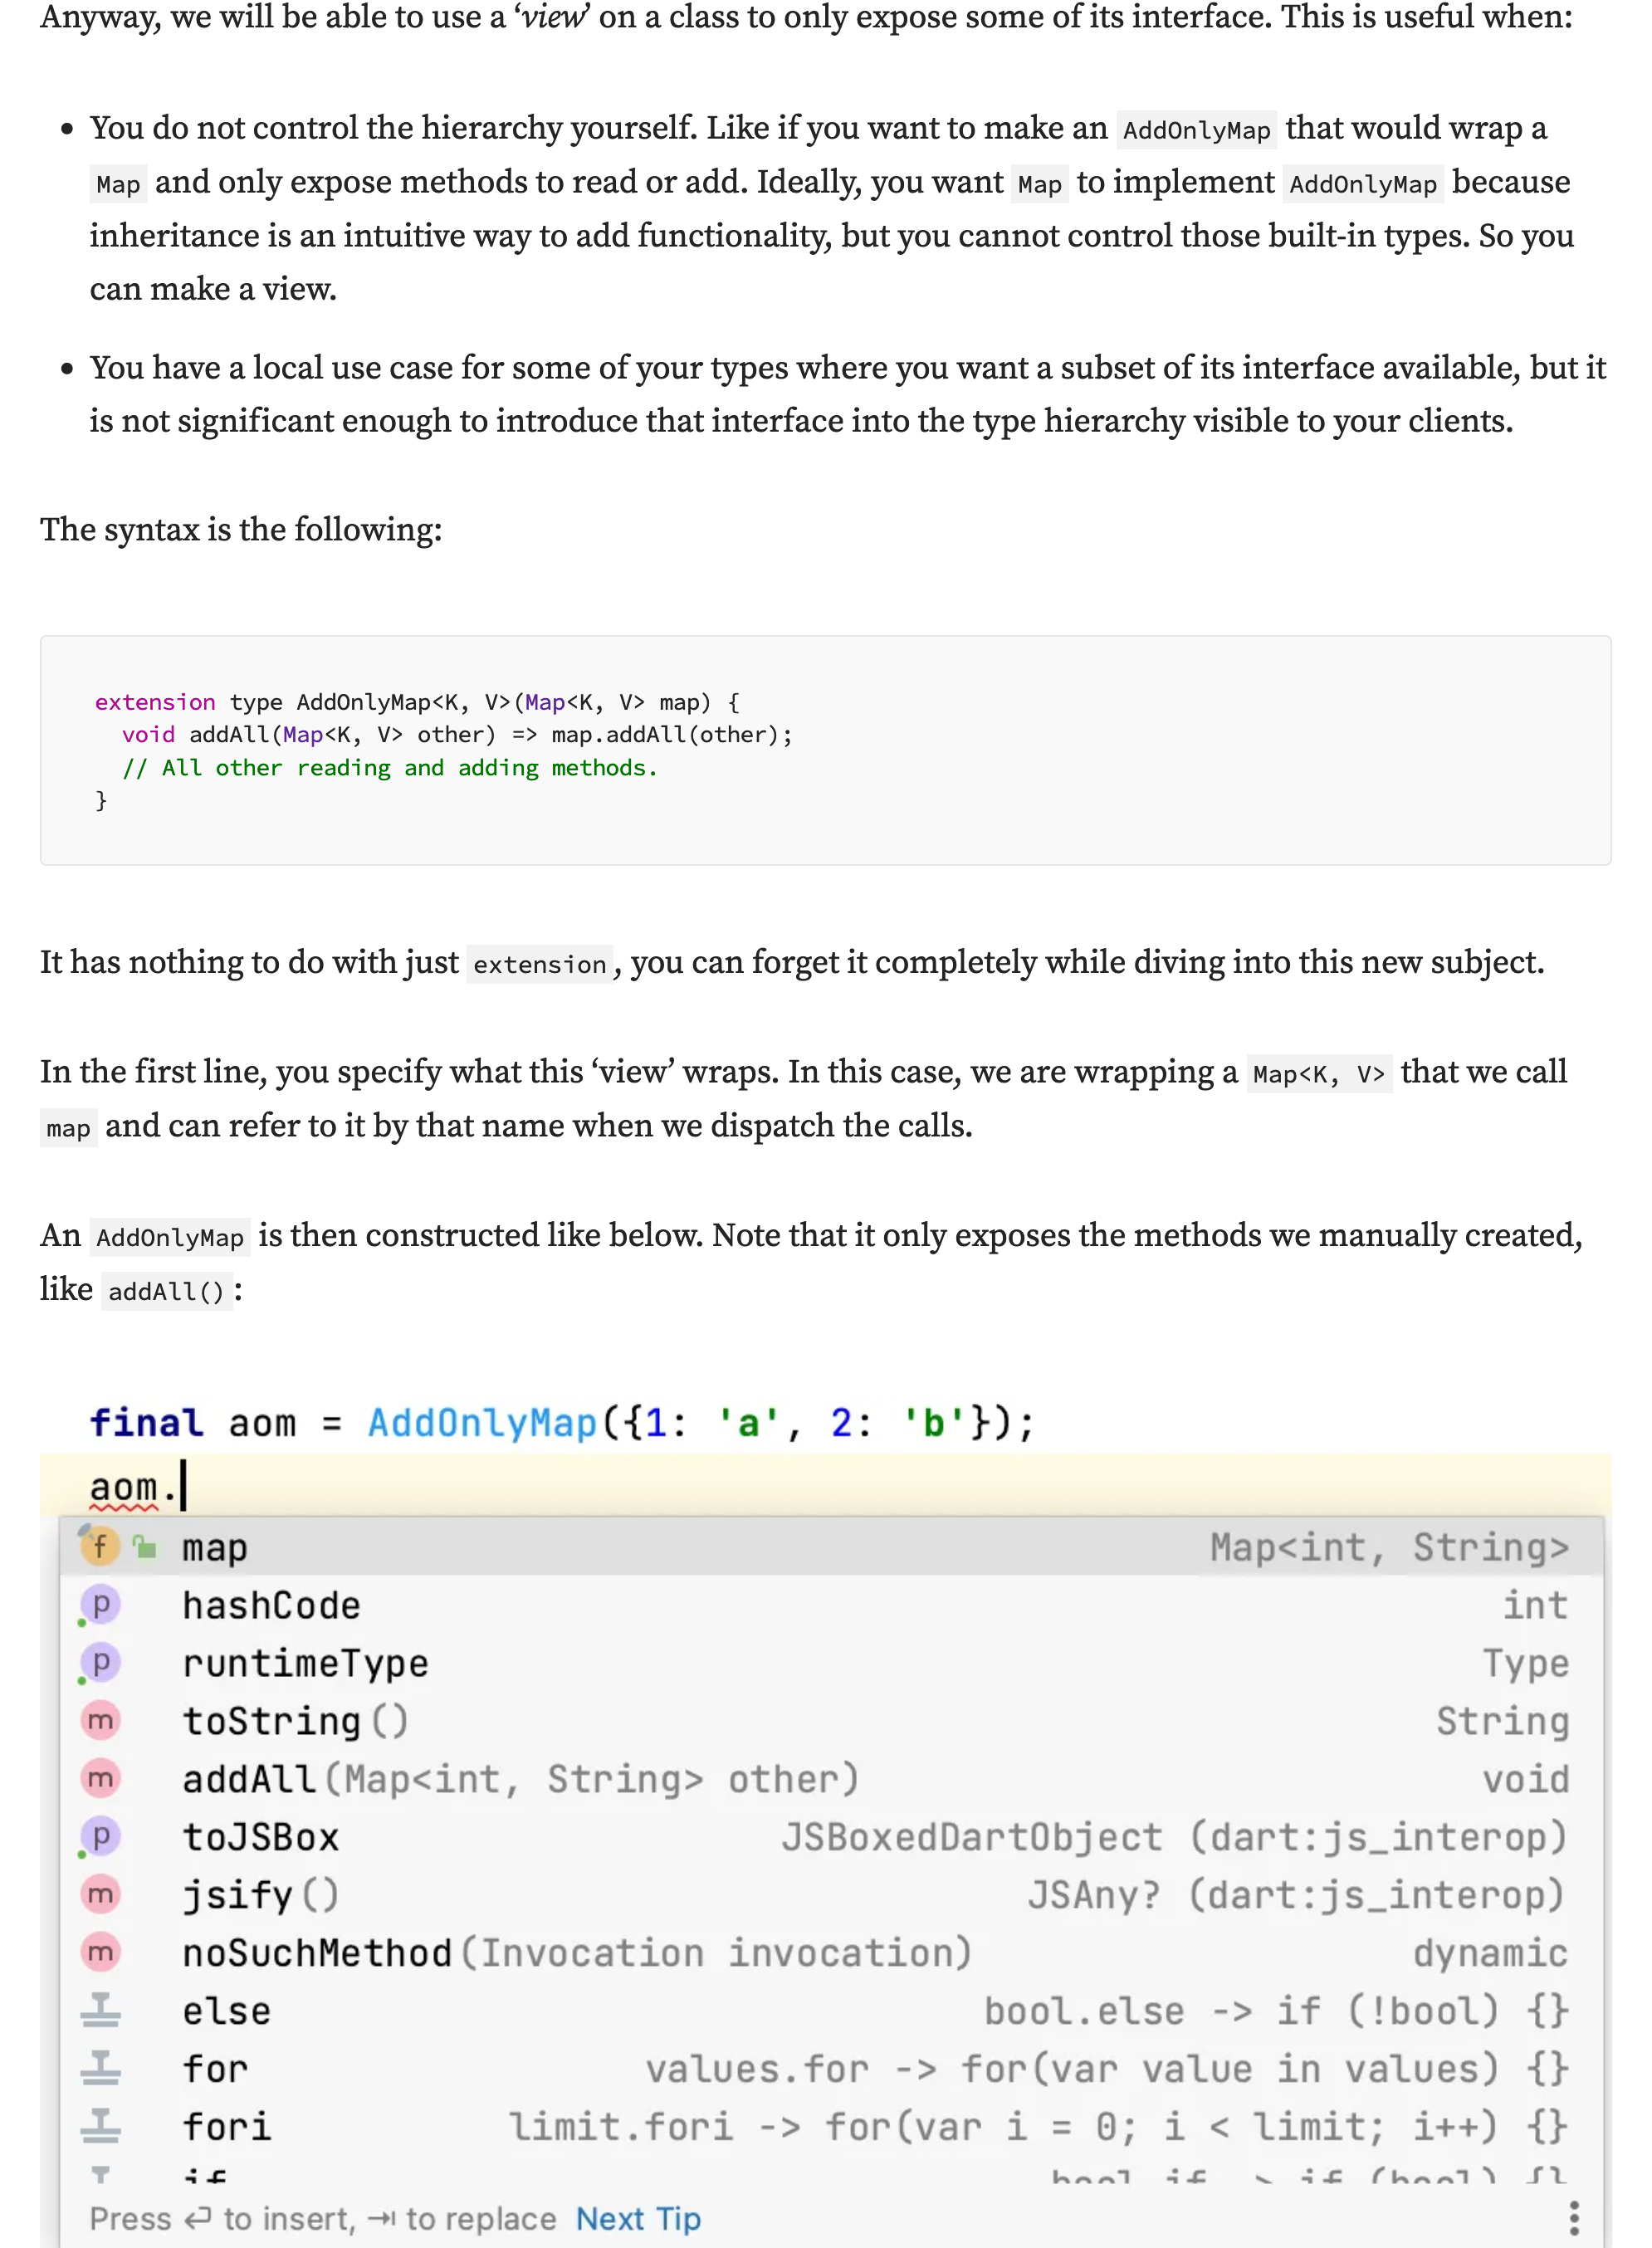 Anyway, we will be able to use a ‘view’ on a class to only expose some of its interface. This is useful when:
• You do not control the hierarchy yourself. Like if you want to make an AddOnlyMap that would wrap a
Map and only expose methods to read or add. Ideally, you want Map to implement AddOnlyMap because
inheritance is an intuitive way to add functionality, but you cannot control those built-in types. So you
can make a view.
• You have a local use case for some of your types where you want a subset of its interface available, but it
is not significant enough to introduce that interface into the type hierarchy visible to your clients.
The syntax is the following:
extension type AddOnlyMap<K, V>(Map<K, V> map) {
  void addAll(Map<K, V> other) => map.addAll(other);
  // All other reading and adding methods.
}
It has nothing to do with just extension, you can forget it completely while diving into this new subject.
In the first line, you specify what this ‘view’ wraps. In this case, we are wrapping a Map<K, V> that we call
map and can refer to it by that name when we dispatch the calls.
An AddOnlyMap is then constructed like below. Note that it only exposes the methods we manually created,
like addAll():
final aom = AddOnlyMap({1: 'a', 2: 'b'});
aom.
f map Map<int, String>
p hashCode int
p runtimeType Type
m toString() String
m addAll(Map<int, String> other) void
p toJSBox JSBoxedDartObject (dart:js_interop)
m jsify() JSAny? (dart:js_interop)
m noSuchMethod(Invocation invocation) dynamic
else bool.else -> if (!bool) {}
for values.for -> for(var value in values) {}
fori limit.fori -> for(var i = 0; i < limit; i++) {}
if bool.if -> if (bool) {}
Press ↵ to insert, ⇥ to replace Next Tip